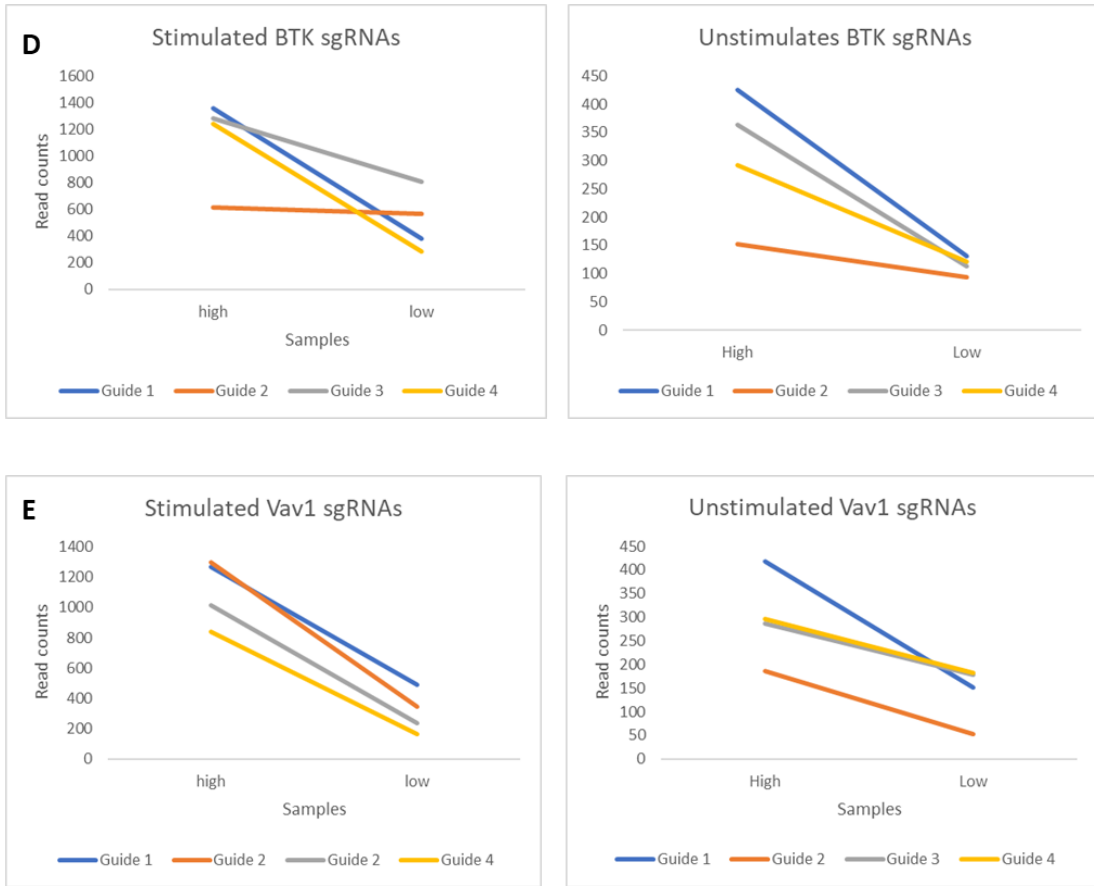 D
Stimulated BTK sgRNAs
1600
1400
1200
1000
800
600
400
200
0
Read counts
high low
Samples
Guide 1 Guide 2 Guide 3 Guide 4
Unstimulates BTK sgRNAs
450
400
350
300
250
200
150
100
50
0
High Low
Guide 1 Guide 2 Guide 3 Guide 4
E
Stimulated Vav1 sgRNAs
1400
1200
1000
800
600
400
200
0
Read counts
high low
Samples
Guide 1 Guide 2 Guide 2 Guide 4
Unstimulated Vav1 sgRNAs
450
400
350
300
250
200
150
100
50
0
Read counts
High Low
Samples
Guide 1 Guide 2 Guide 3 Guide 4